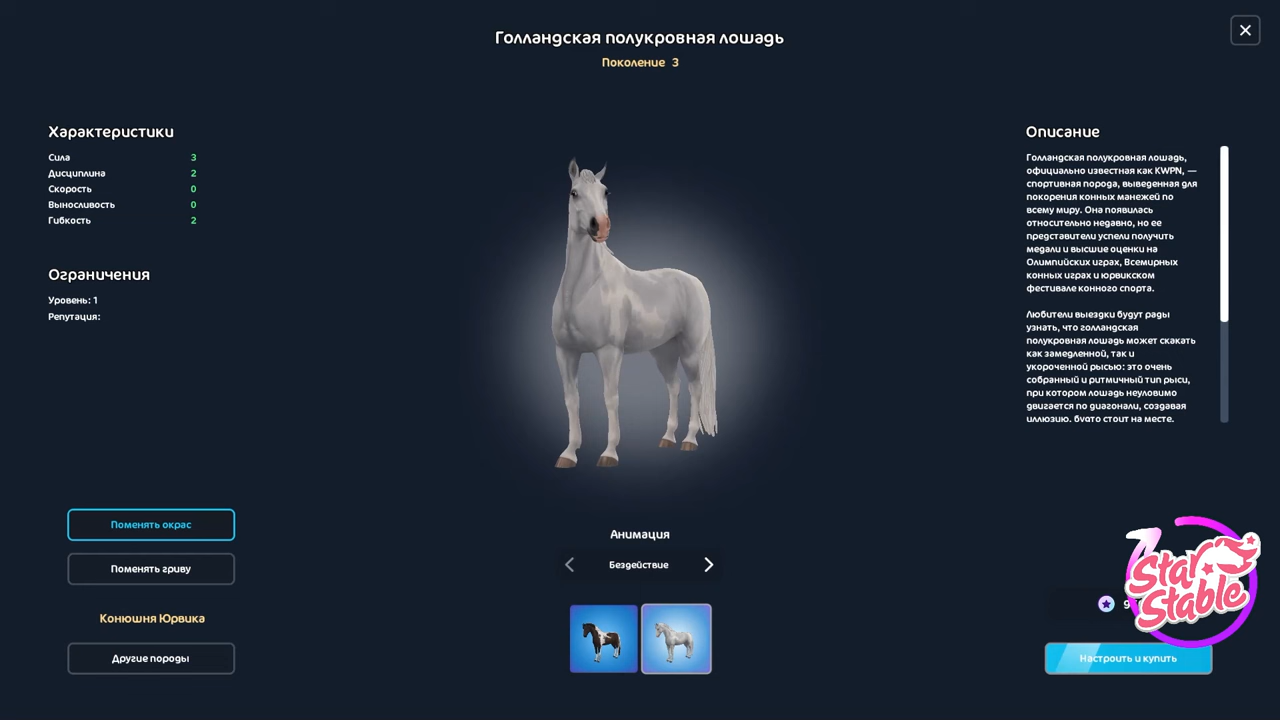 Голландская полукровная лошадь
Поколение 3
Характеристики
Сила 3
Дисциплина 2
Скорость 0
Выносливость 0
Гибкость 2
Ограничения
Уровень: 1
Репутация:
Описание
Голландская полукровная лошадь,
официально известная как KWPN, —
спортивная порода, выведенная для
покорения конных манежей по
всему миру. Она появилась
относительно недавно, но ее
представители успели получить
медали и высшие оценки на
Олимпийских играх, Всемирных
конных играх и юрвикском
фестивале конного спорта.
Любители выездки будут рады
узнать, что голландская
полукровная лошадь может скакать
как замедленной, так и
укороченной рысью: это очень
собранный и ритмичный тип рыси,
при котором лошадь неуловимо
двигается по диагонали, создавая
иллюзию, будто стоит на месте.
Поменять окрас
Поменять гриву
Конюшня Юрвика
Другие породы
Анимация
Бездействие
Star
Stable
Настроить и купить